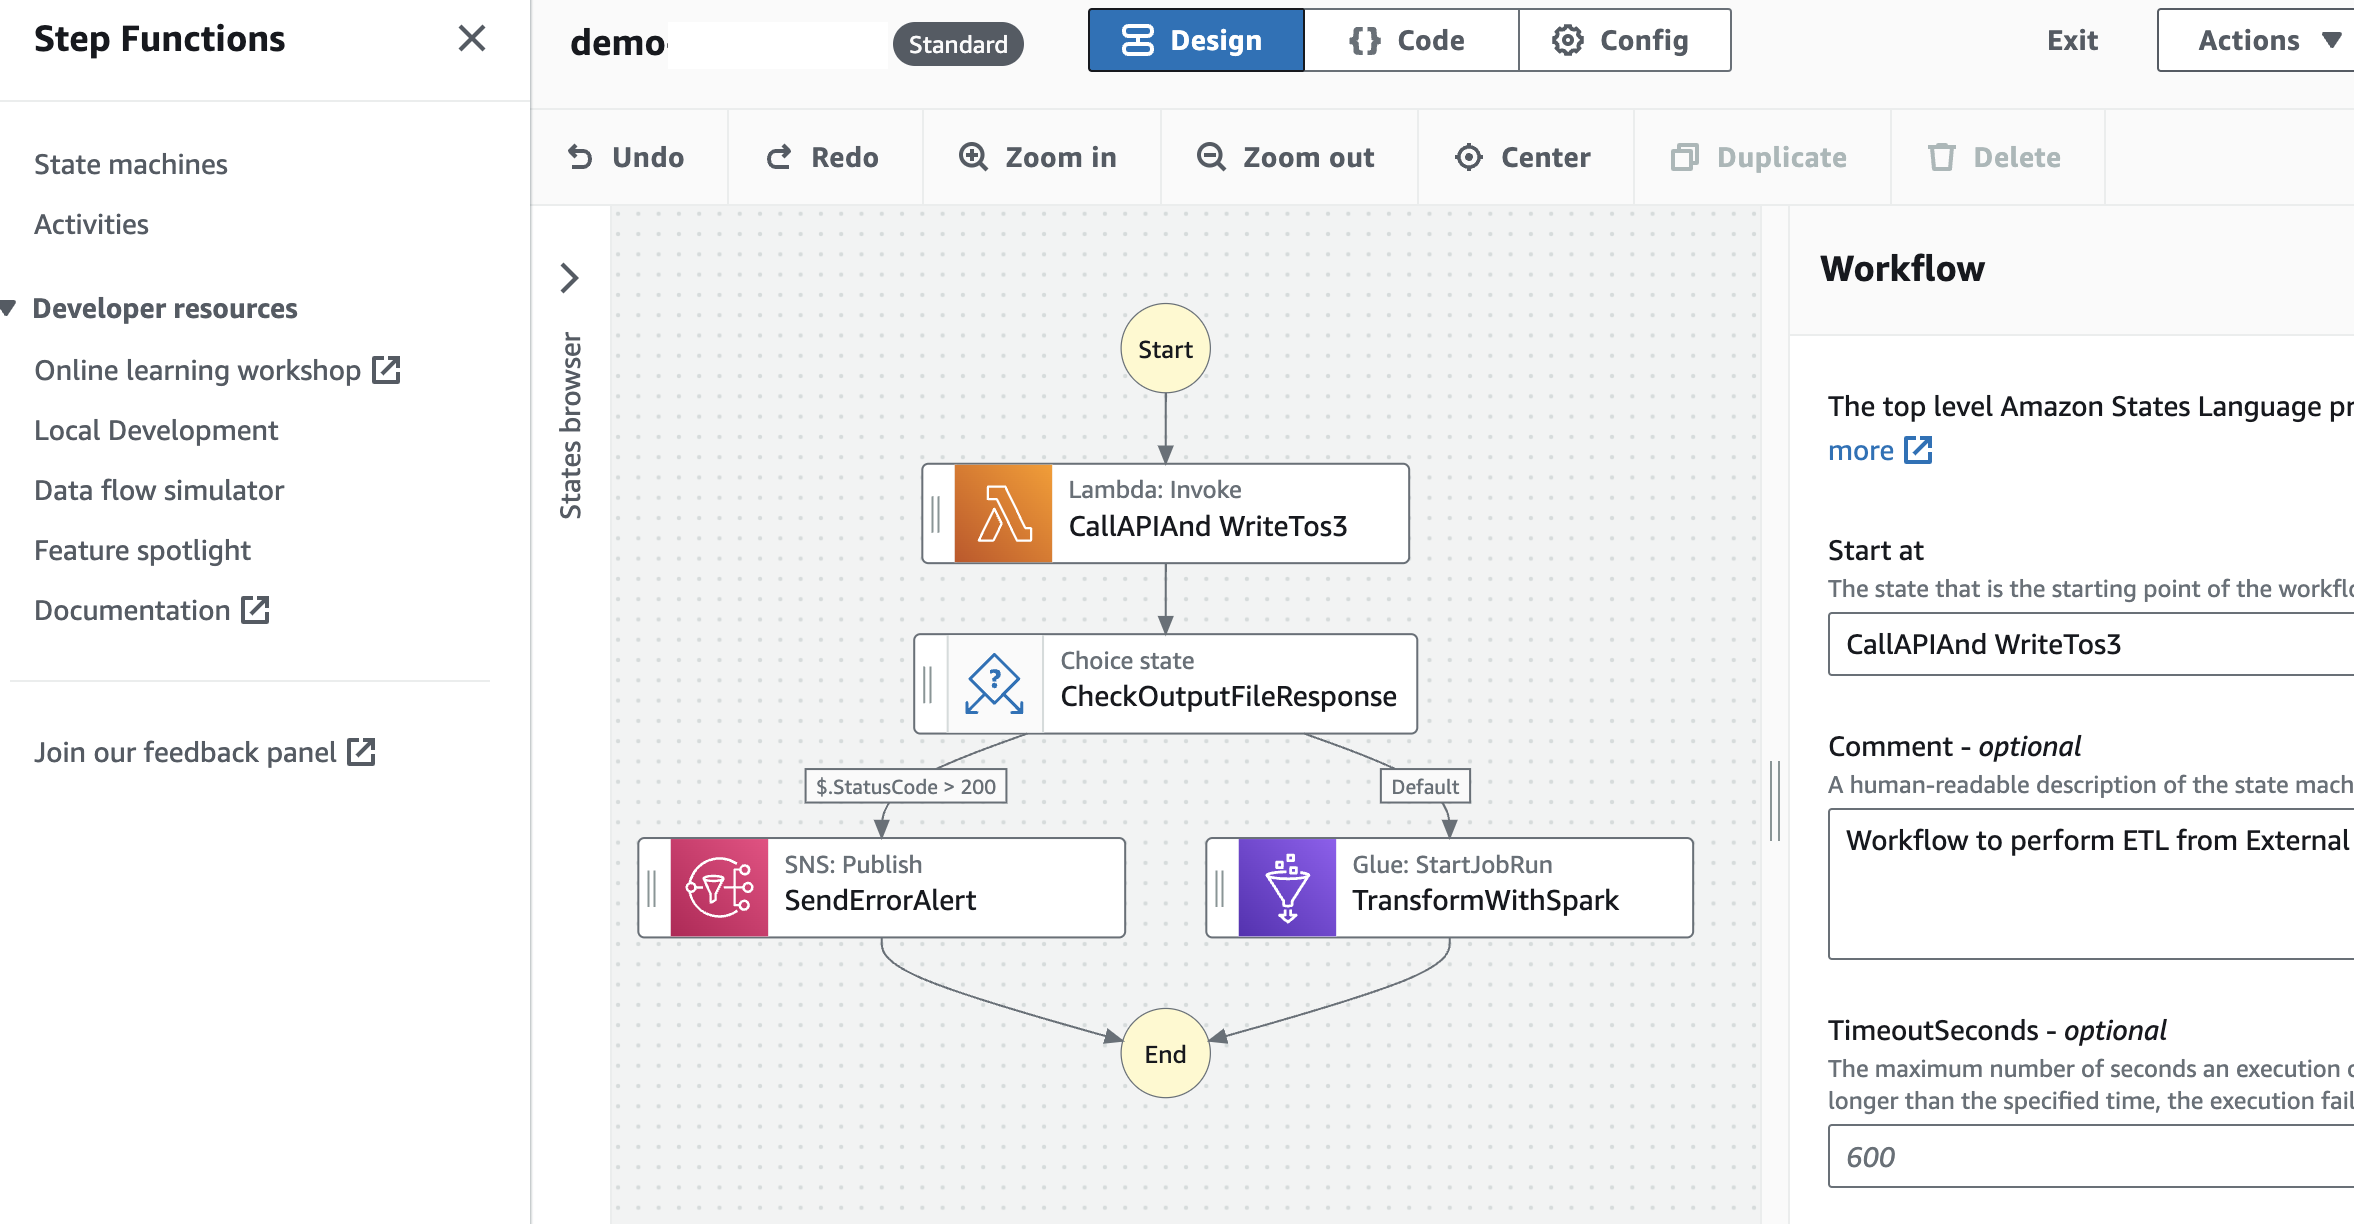 Step Functions
State machines
Activities
Developer resources
Online learning workshop
Local Development
Data flow simulator
Feature spotlight
Documentation
Join our feedback panel
demo-
Standard
Design
{} Code
Config
Exit
Actions
Undo
Redo
Zoom in
Zoom out
Center
Duplicate
Delete
States browser
Start
Lambda: Invoke
CallAPIAnd WriteTos3
Choice state
CheckOutputFileResponse
$.StatusCode > 200
Default
SNS: Publish
SendErrorAlert
Glue: StartJobRun
TransformWithSpark
End
Workflow
The top level Amazon States Language pr
more
Start at
The state that is the starting point of the workflo
CallAPIAnd WriteTos3
Comment - optional
A human-readable description of the state mach
Workflow to perform ETL from External
TimeoutSeconds - optional
The maximum number of seconds an execution c
longer than the specified time, the execution fail
600